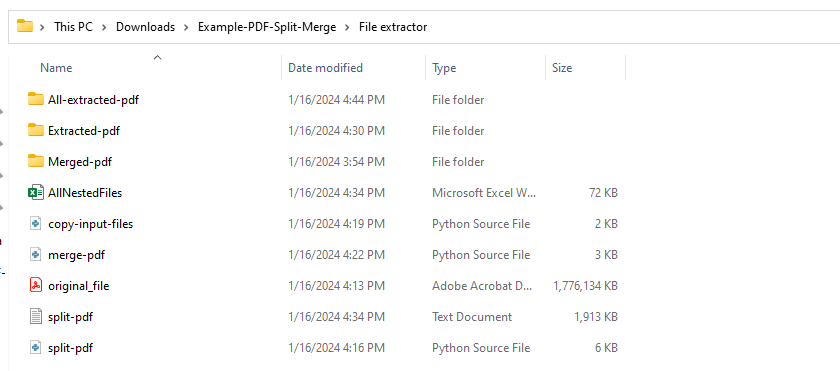 This PC > Downloads > Example-PDF-Split-Merge > File extractor
Name Date modified Type Size
All-extracted-pdf 1/16/2024 4:44 PM File folder
Extracted-pdf 1/16/2024 4:30 PM File folder
Merged-pdf 1/16/2024 3:54 PM File folder
AllNestedFiles 1/16/2024 4:34 PM Microsoft Excel W... 72 KB
copy-input-files 1/16/2024 4:19 PM Python Source File 2 KB
merge-pdf 1/16/2024 4:22 PM Python Source File 3 KB
original_file 1/16/2024 4:13 PM Adobe Acrobat D... 1,776,134 KB
split-pdf 1/16/2024 4:34 PM Text Document 1,913 KB
split-pdf 1/16/2024 4:16 PM Python Source File 6 KB